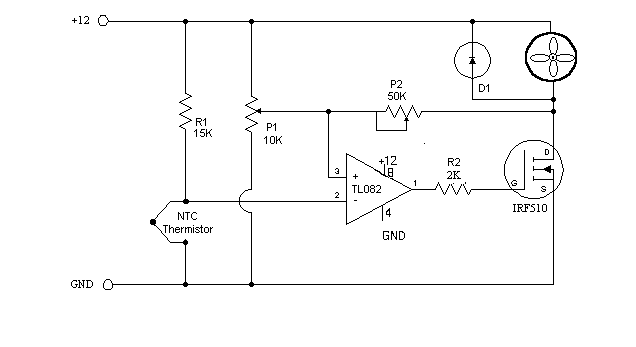 +12
P2
50K
D1
R1
15K
P1
10K
+12
8
3
+
TL082
1
R2
2K
D
G
S
IRF510
2
-
4
GND
NTC
Thermistor
GND